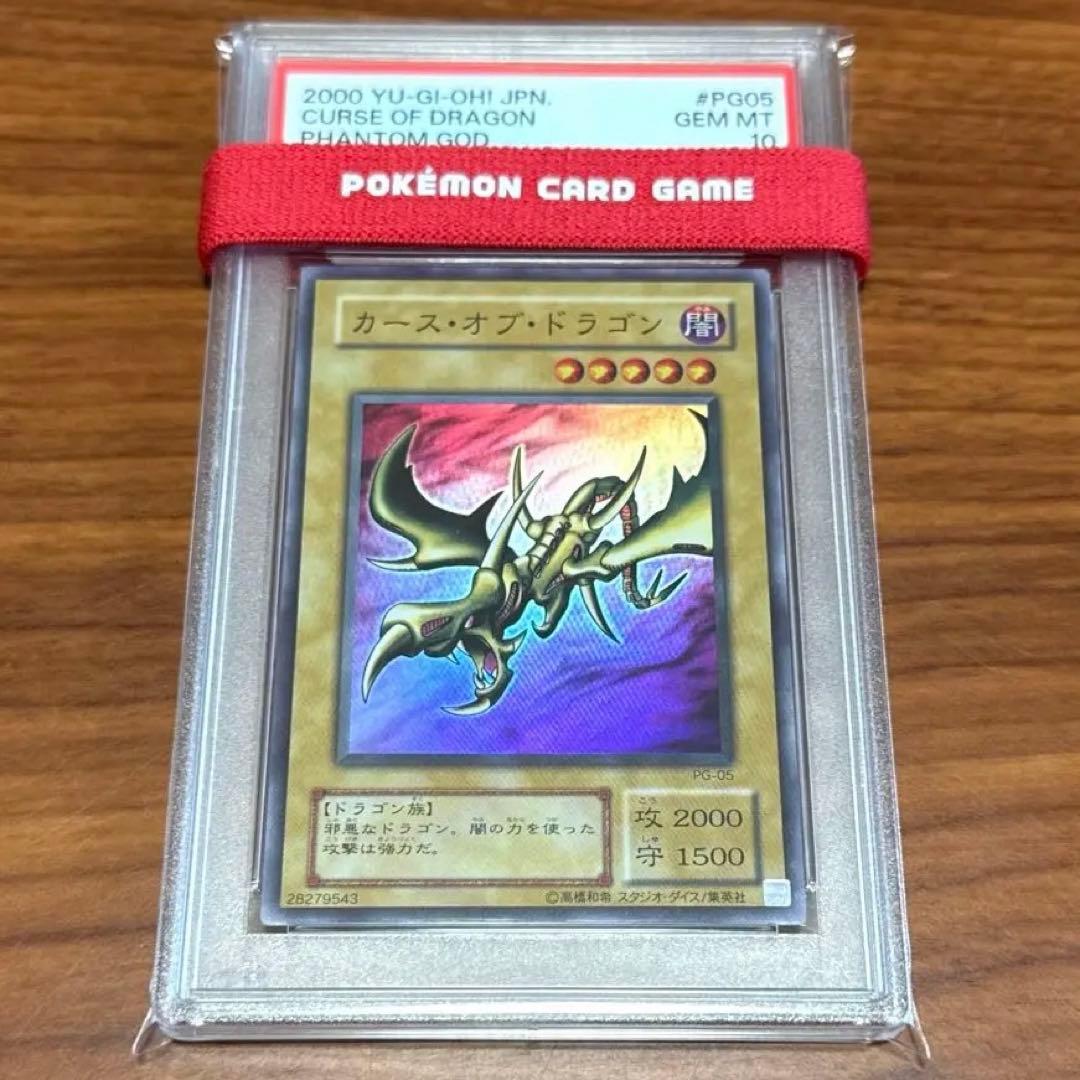 2000 YU-GI-OH! JPN. #PG05
CURSE OF DRAGON GEM MT
PHANTOM GOD 10
POKÉMON CARD GAME
カース・オブ・ドラゴン 闇
PG-05
【ドラゴン族】
邪悪なドラゴン。闇の力を使った
攻撃は強力だ。
攻 2000
守 1500
28279543 ©高橋和希 スタジオ・ダイス/集英社